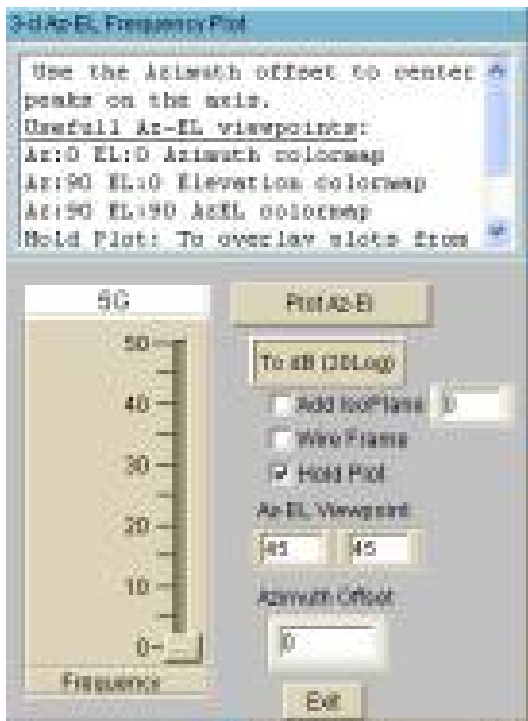 3-d Az-EL Frequency Plot
Use the Azimuth offset to center
peaks on the axis.
Usefull Az-EL viewpoints:
Az:0 EL:0 Azimuth colormap
Az:90 EL:0 Elevation colormap
Az:90 EL:90 AzEL colormap
Hold Plot: To overlay plots from
5G
Plot Az-El
50
To dB (20Log)
40
Add IsoPlane 0
Wire Frame
30
Hold Plot
Az-EL Viewpoint
20
45 45
10
Azimuth Offset
0
0
Frequency
Exit